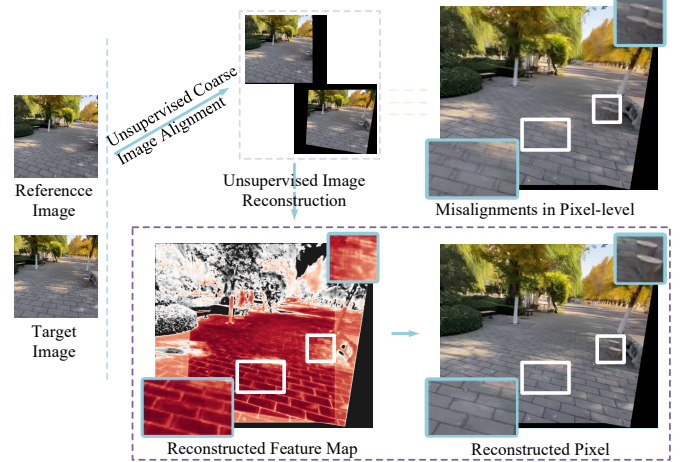 Unsupervised Coarse
Image Alignment
Referencce
Image
Target
Image
Unsupervised Image
Reconstruction
Misalignments in Pixel-level
Reconstructed Feature Map
Reconstructed Pixel